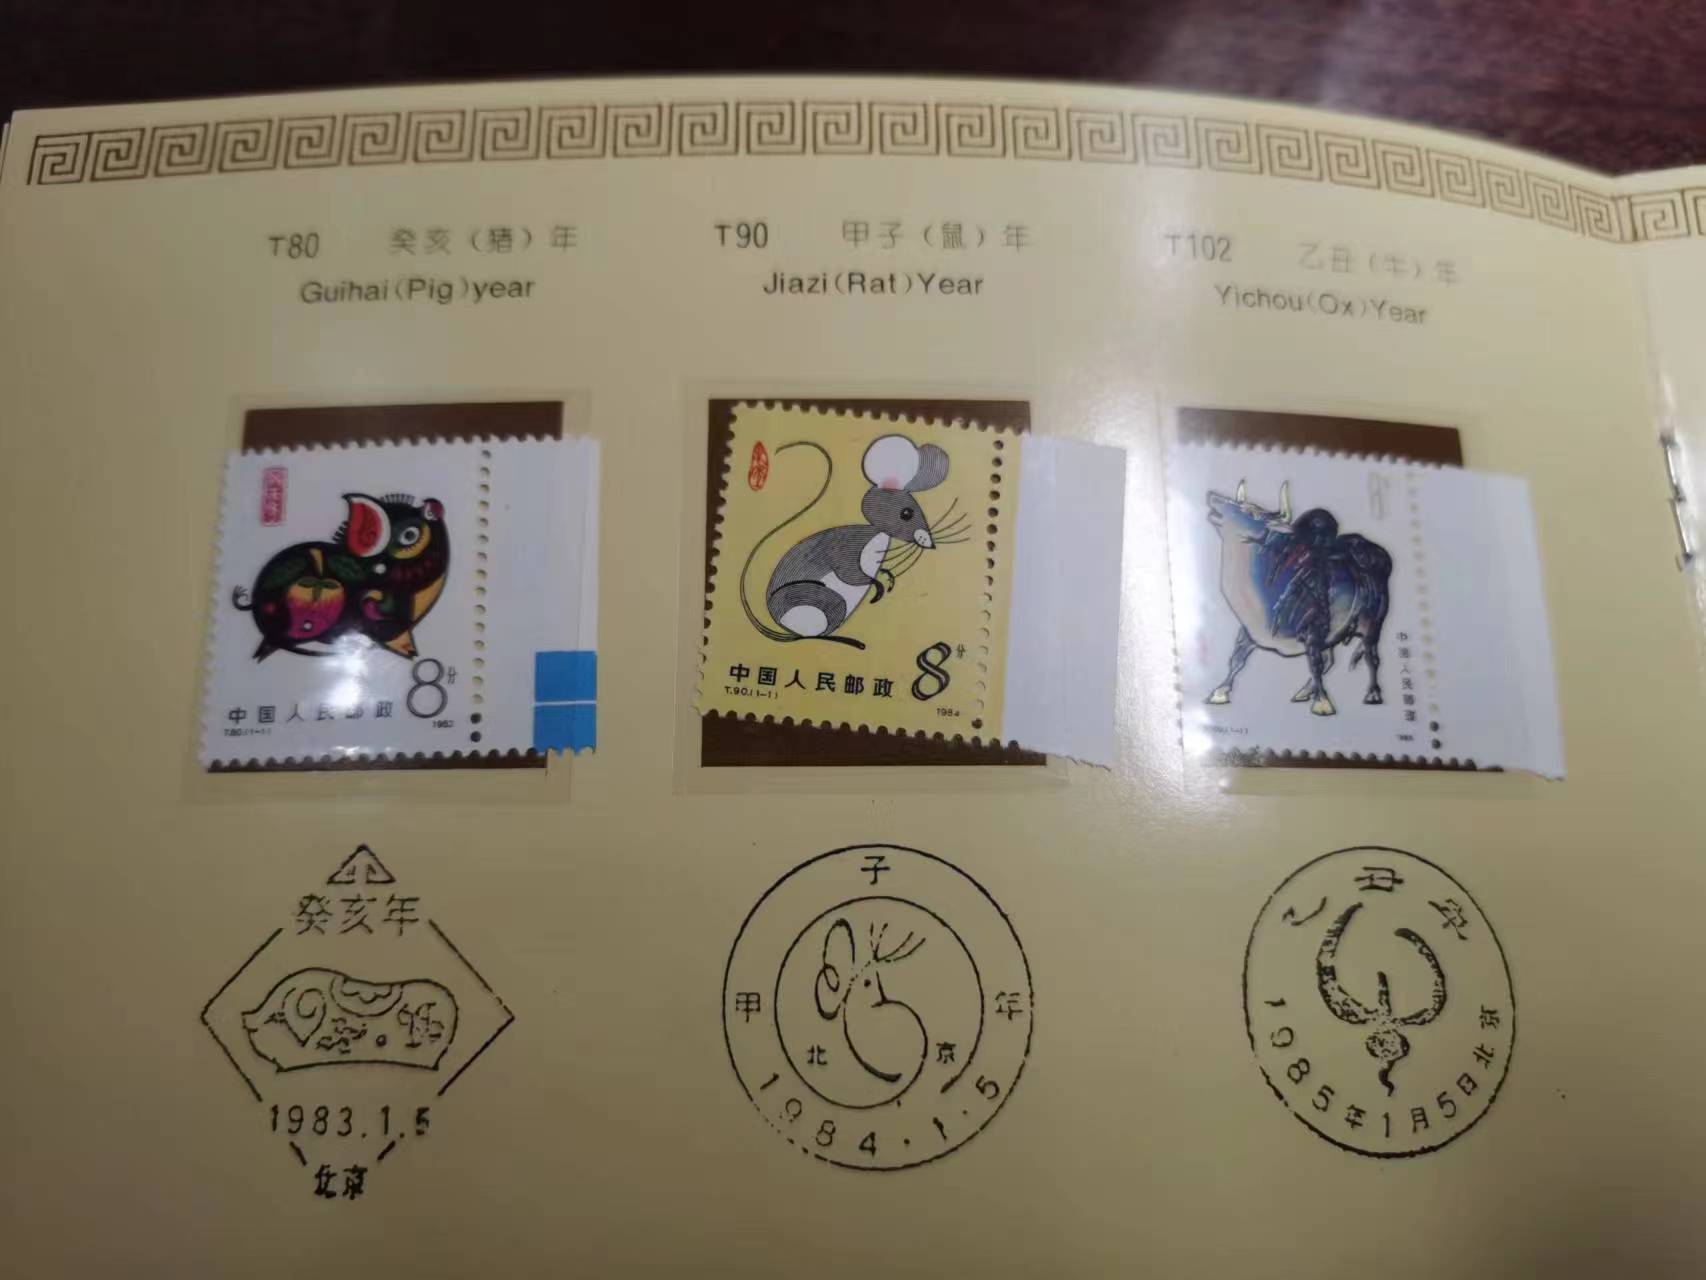 T80 癸亥（猪）年
Guihai(Pig)year
T90 甲子（鼠）年
Jiazi(Rat)Year
T102 乙丑（牛）年
Yichou(Ox)Year
8分
中国人民邮政
T.80.(1-1)
1983
8分
中国人民邮政
T.90.(1-1)
1984
8分
中国人民邮政
1985
癸亥年
1983.1.5
北京
甲子年
北京
1984.1.5
乙丑年
1985年1月5日北京